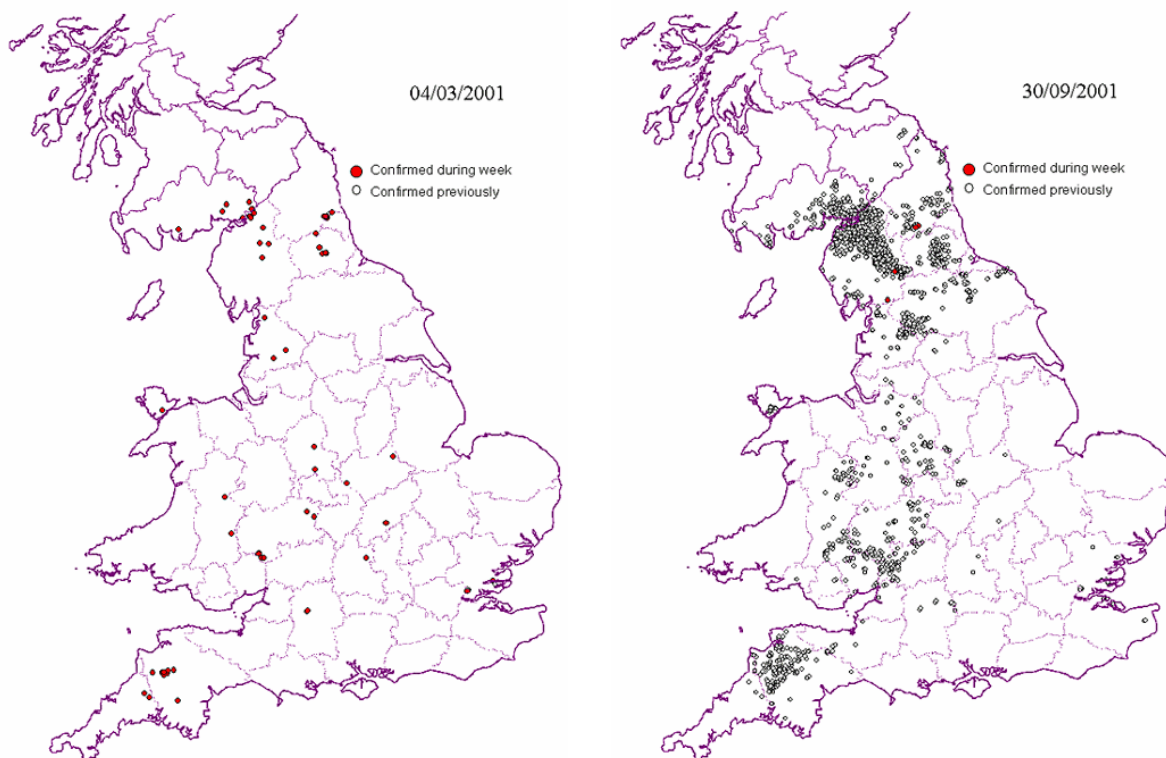 04/03/2001
Confirmed during week
Confirmed previously
30/09/2001
Confirmed during week
Confirmed previously